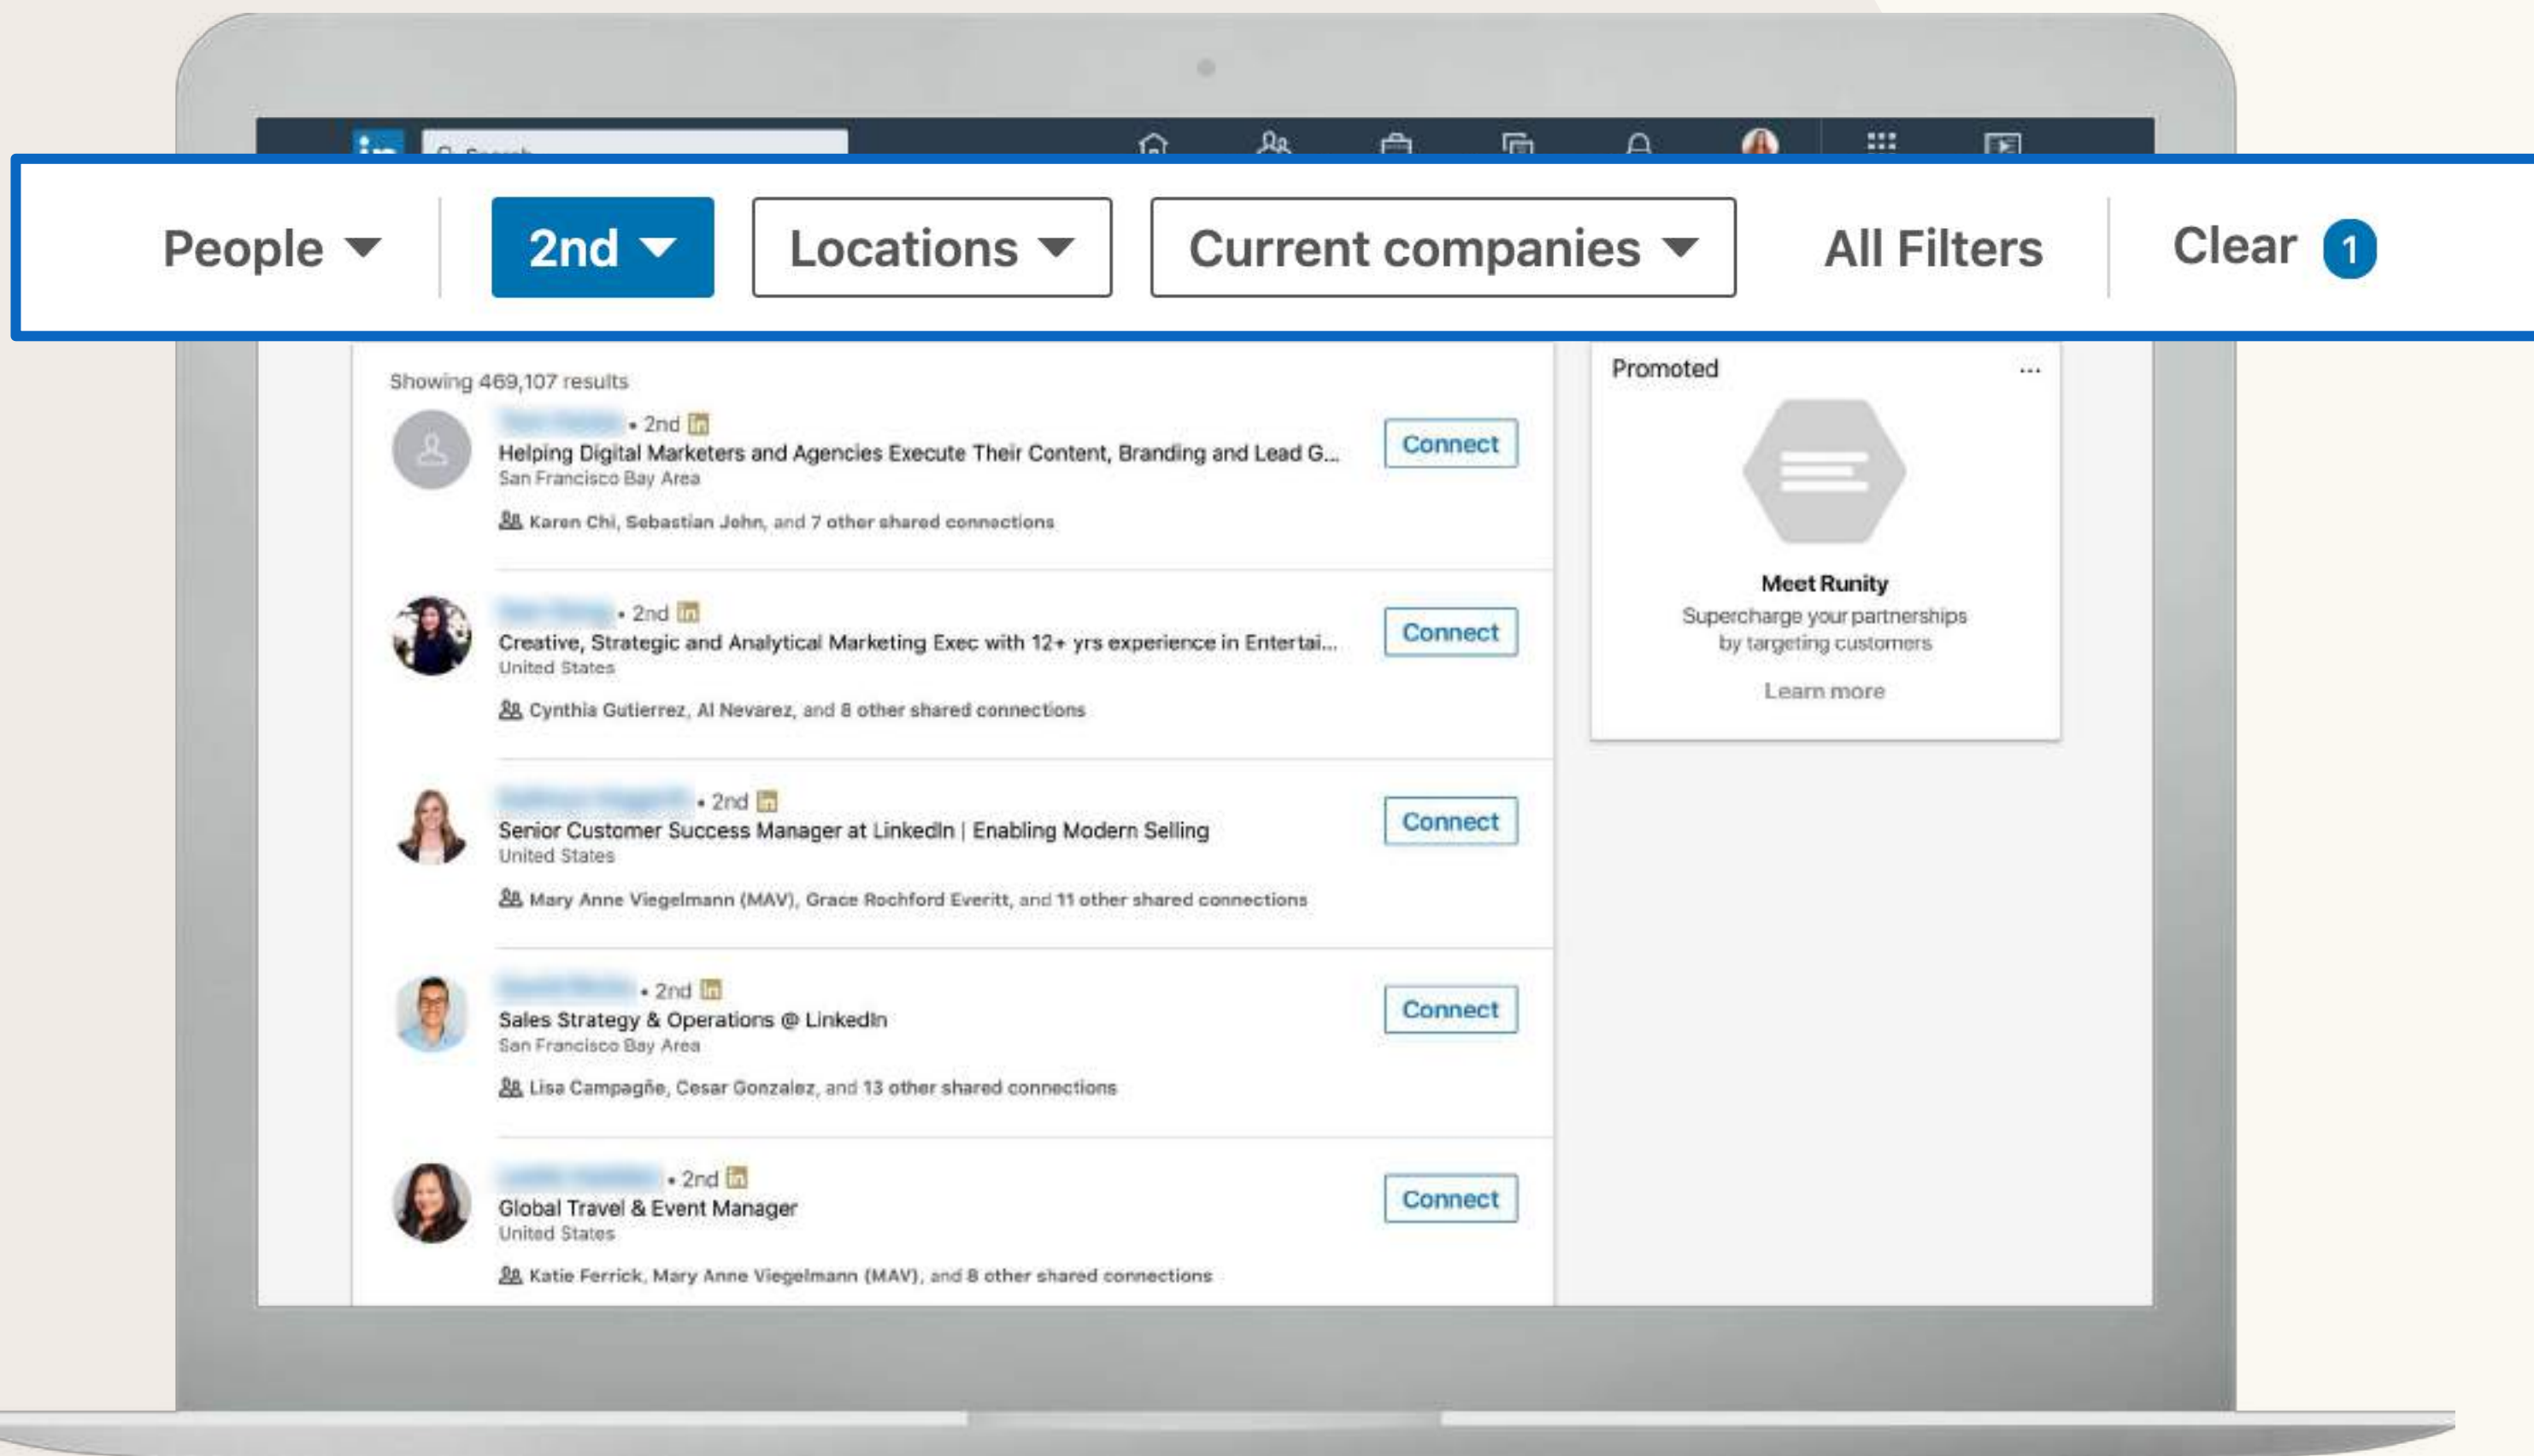 in Search
People 2nd Locations Current companies All Filters Clear 1
Showing 469,107 results
• 2nd in
Helping Digital Marketers and Agencies Execute Their Content, Branding and Lead G...
San Francisco Bay Area
Karen Chi, Sebastian John, and 7 other shared connections
Connect
• 2nd in
Creative, Strategic and Analytical Marketing Exec with 12+ yrs experience in Entertai...
United States
Cynthia Gutierrez, Al Nevarez, and 8 other shared connections
Connect
• 2nd in
Senior Customer Success Manager at LinkedIn | Enabling Modern Selling
United States
Mary Anne Viegelmann (MAV), Grace Rochford Everitt, and 11 other shared connections
Connect
• 2nd in
Sales Strategy & Operations @ LinkedIn
San Francisco Bay Area
Lisa Campagñe, Cesar Gonzalez, and 13 other shared connections
Connect
• 2nd in
Global Travel & Event Manager
United States
Katie Ferrick, Mary Anne Viegelmann (MAV), and 8 other shared connections
Connect
Promoted ...
Meet Runity
Supercharge your partnerships
by targeting customers
Learn more